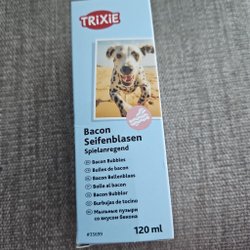 TRIXIE
Bacon
Seifenblasen
Spielanregend
Bacon Bubbles
Bulles de bacon
Bacon Bellenblaas
Bolle al bacon
Bacon Bubblor
Burbujas de tocino
Мыльные пузыри
со вкусом бекона
120 ml